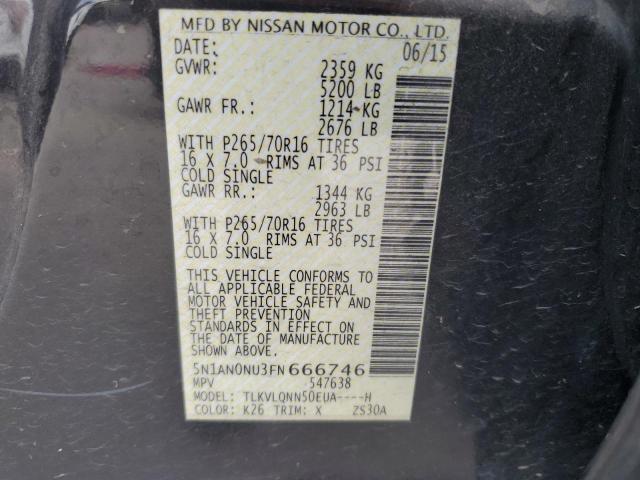 MFD BY NISSAN MOTOR CO., LTD.
DATE: 06/15
GVWR: 2359 KG
5200 LB
GAWR FR.: 1214 KG
2676 LB
WITH P265/70R16 TIRES
16 X 7.0 RIMS AT 36 PSI
COLD SINGLE
GAWR RR.: 1344 KG
2963 LB
WITH P265/70R16 TIRES
16 X 7.0 RIMS AT 36 PSI
COLD SINGLE
THIS VEHICLE CONFORMS TO
ALL APPLICABLE FEDERAL
MOTOR VEHICLE SAFETY AND
THEFT PREVENTION
STANDARDS IN EFFECT ON
THE DATE OF MANUFACTURE
SHOWN ABOVE.
5N1AN0NU3FN666746
MPV 547638
MODEL: TLKVLQNN50EUA----H
COLOR: K26 TRIM: X ZS30A